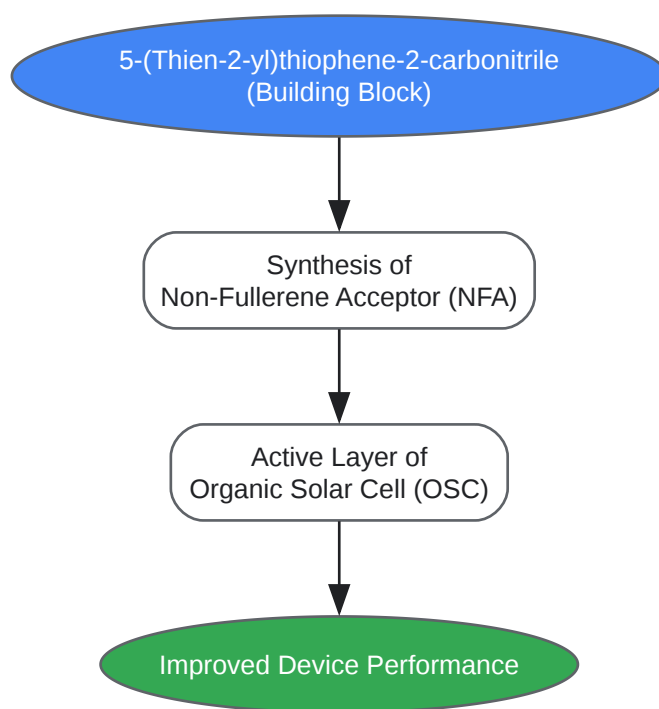 5-(Thien-2-yl)thiophene-2-carbonitrile
(Building Block)
Synthesis of
Non-Fullerene Acceptor (NFA)
Active Layer of
Organic Solar Cell (OSC)
Improved Device Performance